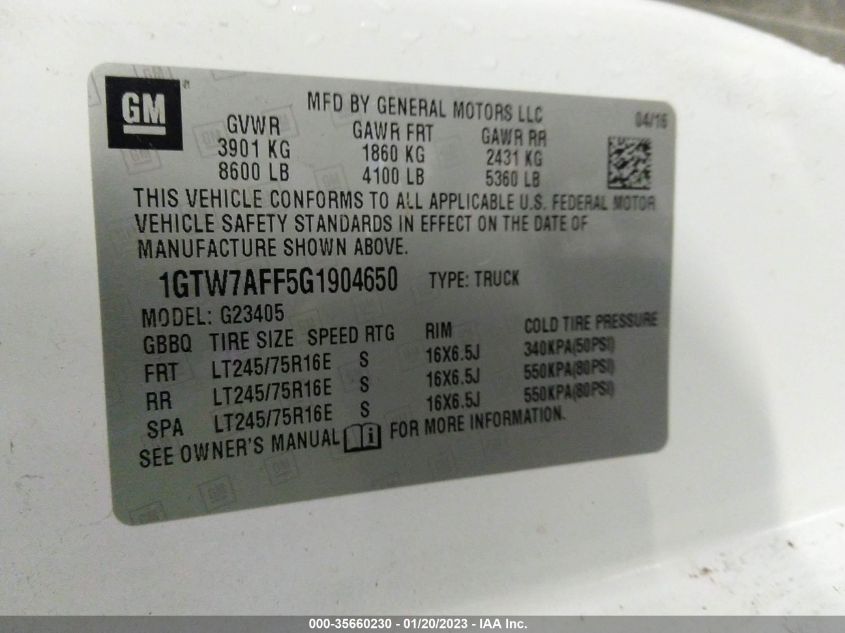 GM
MFD BY GENERAL MOTORS LLC 04/16
GVWR GAWR FRT GAWR RR
3901 KG 1860 KG 2431 KG
8600 LB 4100 LB 5360 LB
THIS VEHICLE CONFORMS TO ALL APPLICABLE U.S. FEDERAL MOTOR
VEHICLE SAFETY STANDARDS IN EFFECT ON THE DATE OF
MANUFACTURE SHOWN ABOVE.
1GTW7AFF5G1904650 TYPE: TRUCK
MODEL: G23405
GBBQ TIRE SIZE SPEED RTG RIM COLD TIRE PRESSURE
FRT LT245/75R16E S 16X6.5J 340KPA(50PSI)
RR LT245/75R16E S 16X6.5J 550KPA(80PSI)
SPA LT245/75R16E S 16X6.5J 550KPA(80PSI)
SEE OWNER'S MANUAL FOR MORE INFORMATION.
000-35660230 - 01/20/2023 - IAA Inc.